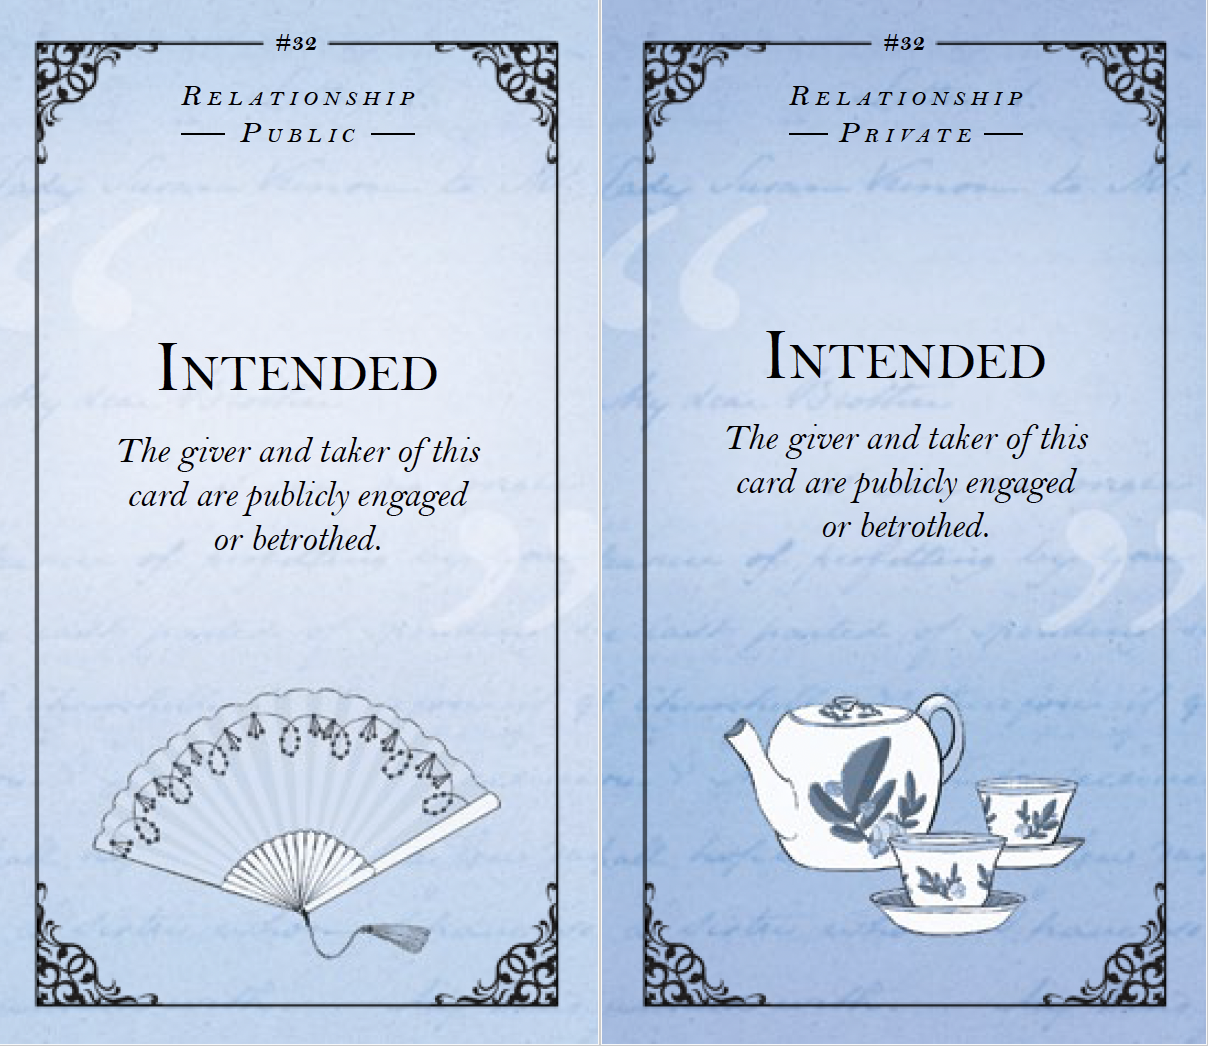 #32
RELATIONSHIP
PUBLIC
INTENDED
The giver and taker of this
card are publicly engaged
or betrothed.
#32
RELATIONSHIP
PRIVATE
INTENDED
The giver and taker of this
card are publicly engaged
or betrothed.